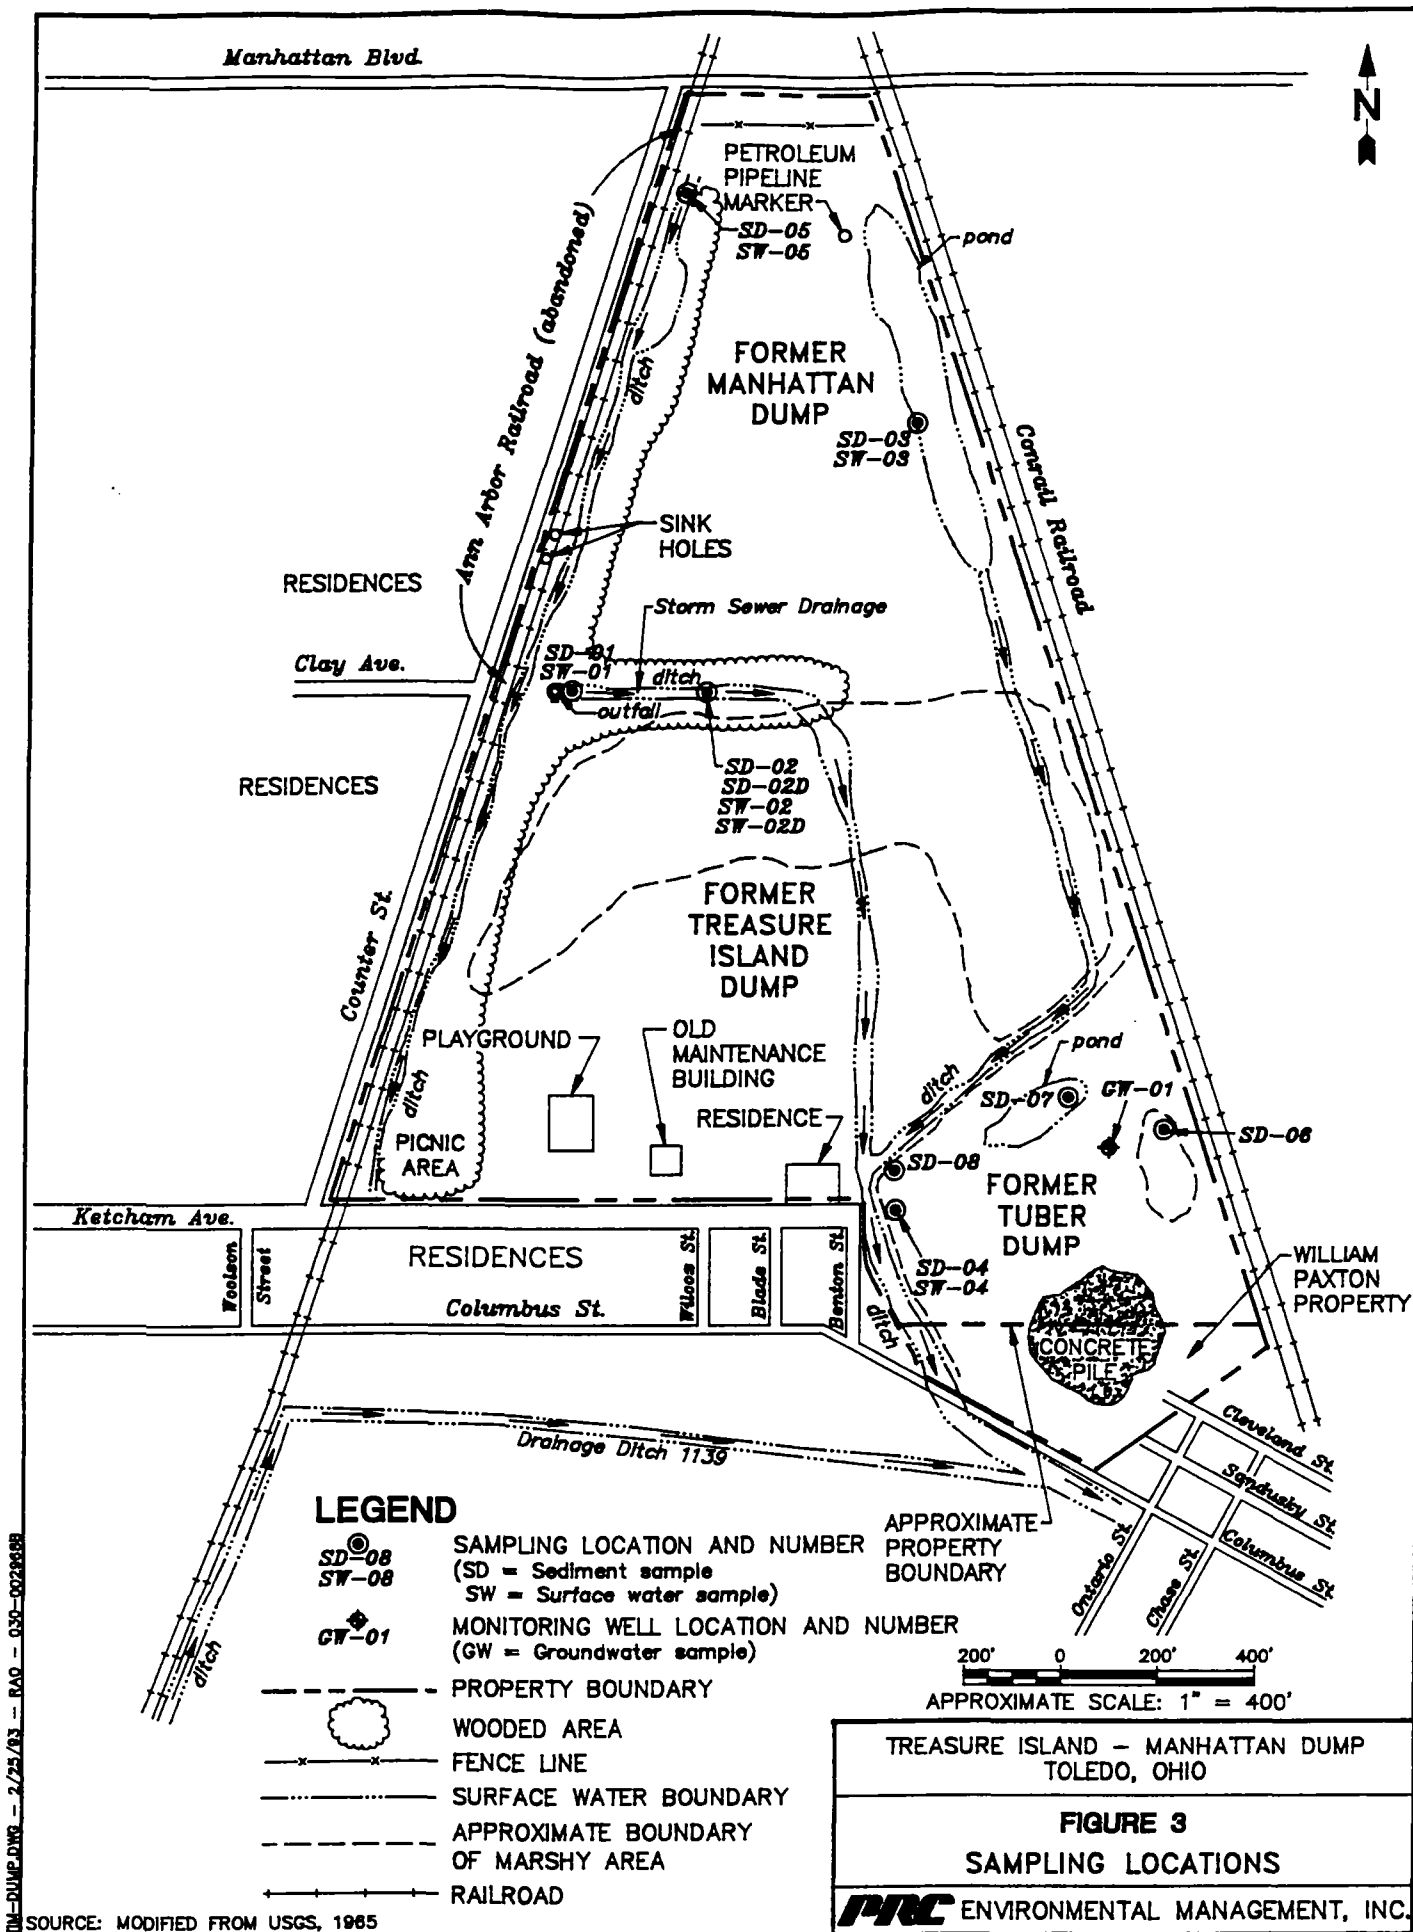 Manhattan Blvd.
N
PETROLEUM
PIPELINE
MARKER
SD-05
SW-05
pond
Ann Arbor Railroad (abandoned)
ditch
FORMER
MANHATTAN
DUMP
SD-03
SW-03
Conrail Railroad
SINK
HOLES
RESIDENCES
Storm Sewer Drainage
Clay Ave.
SD-01
SW-01
ditch
outfall
RESIDENCES
SD-02
SD-02D
SW-02
SW-02D
FORMER
TREASURE
ISLAND
DUMP
Counter St.
PLAYGROUND
OLD
MAINTENANCE
BUILDING
RESIDENCE
pond
ditch
SD-07
GW-01
SD-06
ditch
PICNIC
AREA
SD-08
FORMER
TUBER
DUMP
Ketcham Ave.
Woolson
Street
RESIDENCES
Columbus St.
Wilcox St.
Blade St.
Benton St.
SD-04
SW-04
ditch
WILLIAM
PAXTON
PROPERTY
CONCRETE
PILE
Cleveland St.
Sandusky St.
Columbus St.
Ontario St.
Chase St.
Drainage Ditch 1139
ditch
APPROXIMATE
PROPERTY
BOUNDARY
LEGEND
SD-08
SW-08
SAMPLING LOCATION AND NUMBER
(SD = Sediment sample
SW = Surface water sample)
GW-01
MONITORING WELL LOCATION AND NUMBER
(GW = Groundwater sample)
PROPERTY BOUNDARY
WOODED AREA
FENCE LINE
SURFACE WATER BOUNDARY
APPROXIMATE BOUNDARY
OF MARSHY AREA
RAILROAD
200' 0 200' 400'
APPROXIMATE SCALE: 1" = 400'
TREASURE ISLAND - MANHATTAN DUMP
TOLEDO, OHIO
FIGURE 3
SAMPLING LOCATIONS
PRC ENVIRONMENTAL MANAGEMENT, INC.
SOURCE: MODIFIED FROM USGS, 1965
2/25/93 - RAO